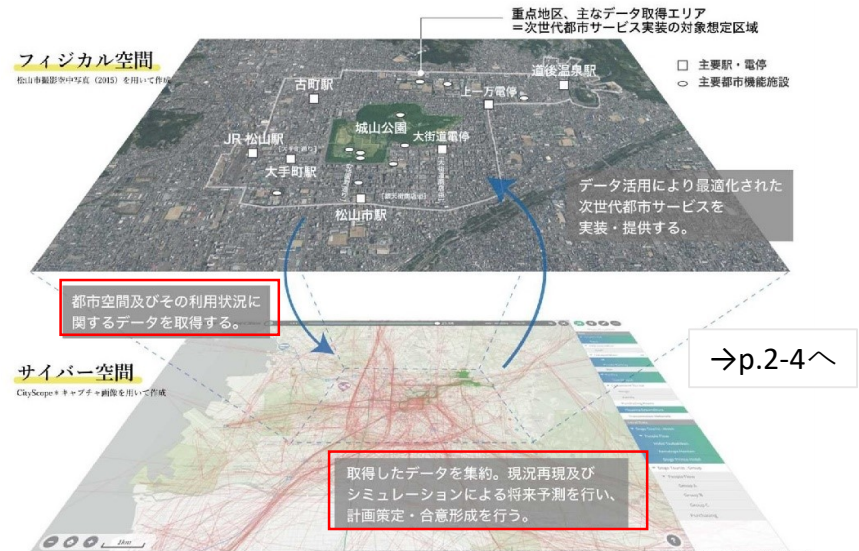 重点地区、主なデータ取得エリア
＝次世代都市サービス実装の対象想定区域
フィジカル空間
松山市撮影空中写真（2015）を用いて作成
□ 主要駅・電停
○ 主要都市機能施設
道後温泉駅
上一万電停
古町駅
城山公園
大街道電停
JR 松山駅
大手町駅
松山市駅
データ活用により最適化された
次世代都市サービスを
実装・提供する。
都市空間及びその利用状況に
関するデータを取得する。
サイバー空間
CityScope＊キャプチャ画像を用いて作成
→p.2-4へ
取得したデータを集約。現況再現及び
シミュレーションによる将来予測を行い、
計画策定・合意形成を行う。
2km